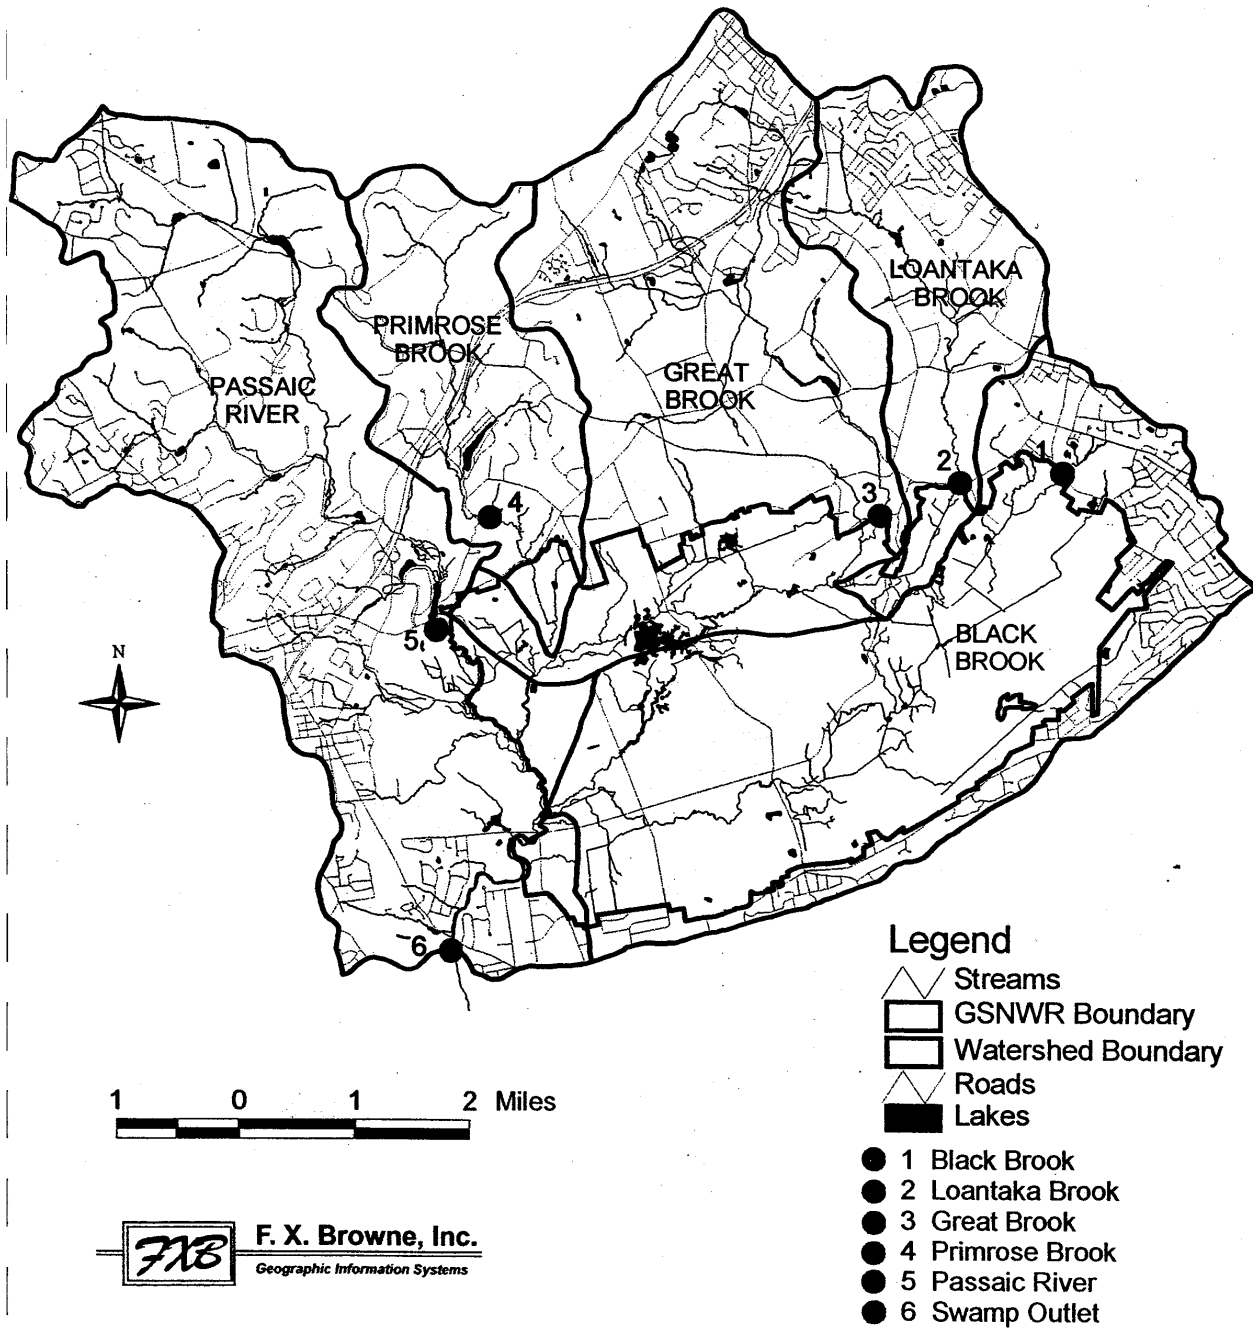 LOANTAKA
BROOK
PRIMROSE
BROOK
GREAT
BROOK
PASSAIC
RIVER
2
1
3
4
5
BLACK
BROOK
N
6
Legend
Streams
GSNWR Boundary
Watershed Boundary
Roads
Lakes
1 0 1 2 Miles
1 Black Brook
2 Loantaka Brook
3 Great Brook
4 Primrose Brook
5 Passaic River
6 Swamp Outlet
FXB
F. X. Browne, Inc.
Geographic Information Systems